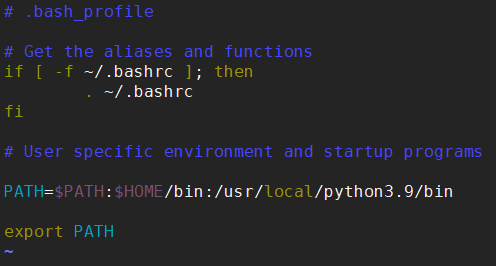 # .bash_profile
# Get the aliases and functions
if [ -f ~/.bashrc ]; then
        . ~/.bashrc
fi
# User specific environment and startup programs
PATH=$PATH:$HOME/bin:/usr/local/python3.9/bin
export PATH
~